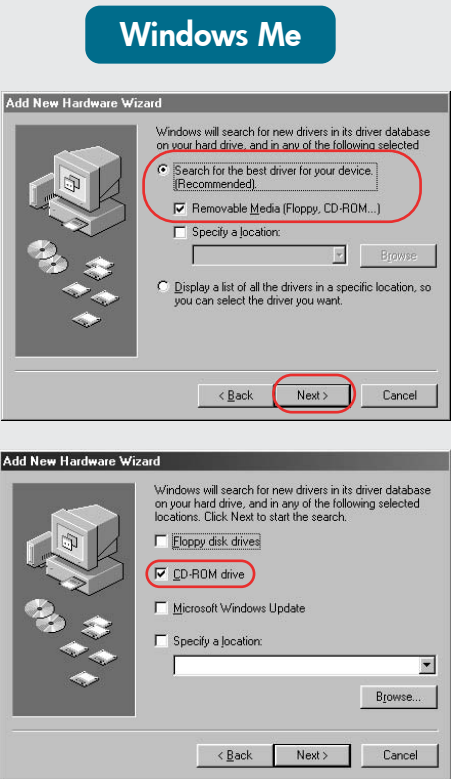 Windows Me
Add New Hardware Wizard
Windows will search for new drivers in its driver database
on your hard drive, and in any of the following selected
Search for the best driver for your device.
(Recommended).
Removable Media (Floppy, CD-ROM...)
Specify a location:
Browse
Display a list of all the drivers in a specific location, so
you can select the driver you want.
< Back Next > Cancel
Add New Hardware Wizard
Windows will search for new drivers in its driver database
on your hard drive, and in any of the following selected
locations. Click Next to start the search.
Floppy disk drives
CD-ROM drive
Microsoft Windows Update
Specify a location:
Browse...
< Back Next > Cancel